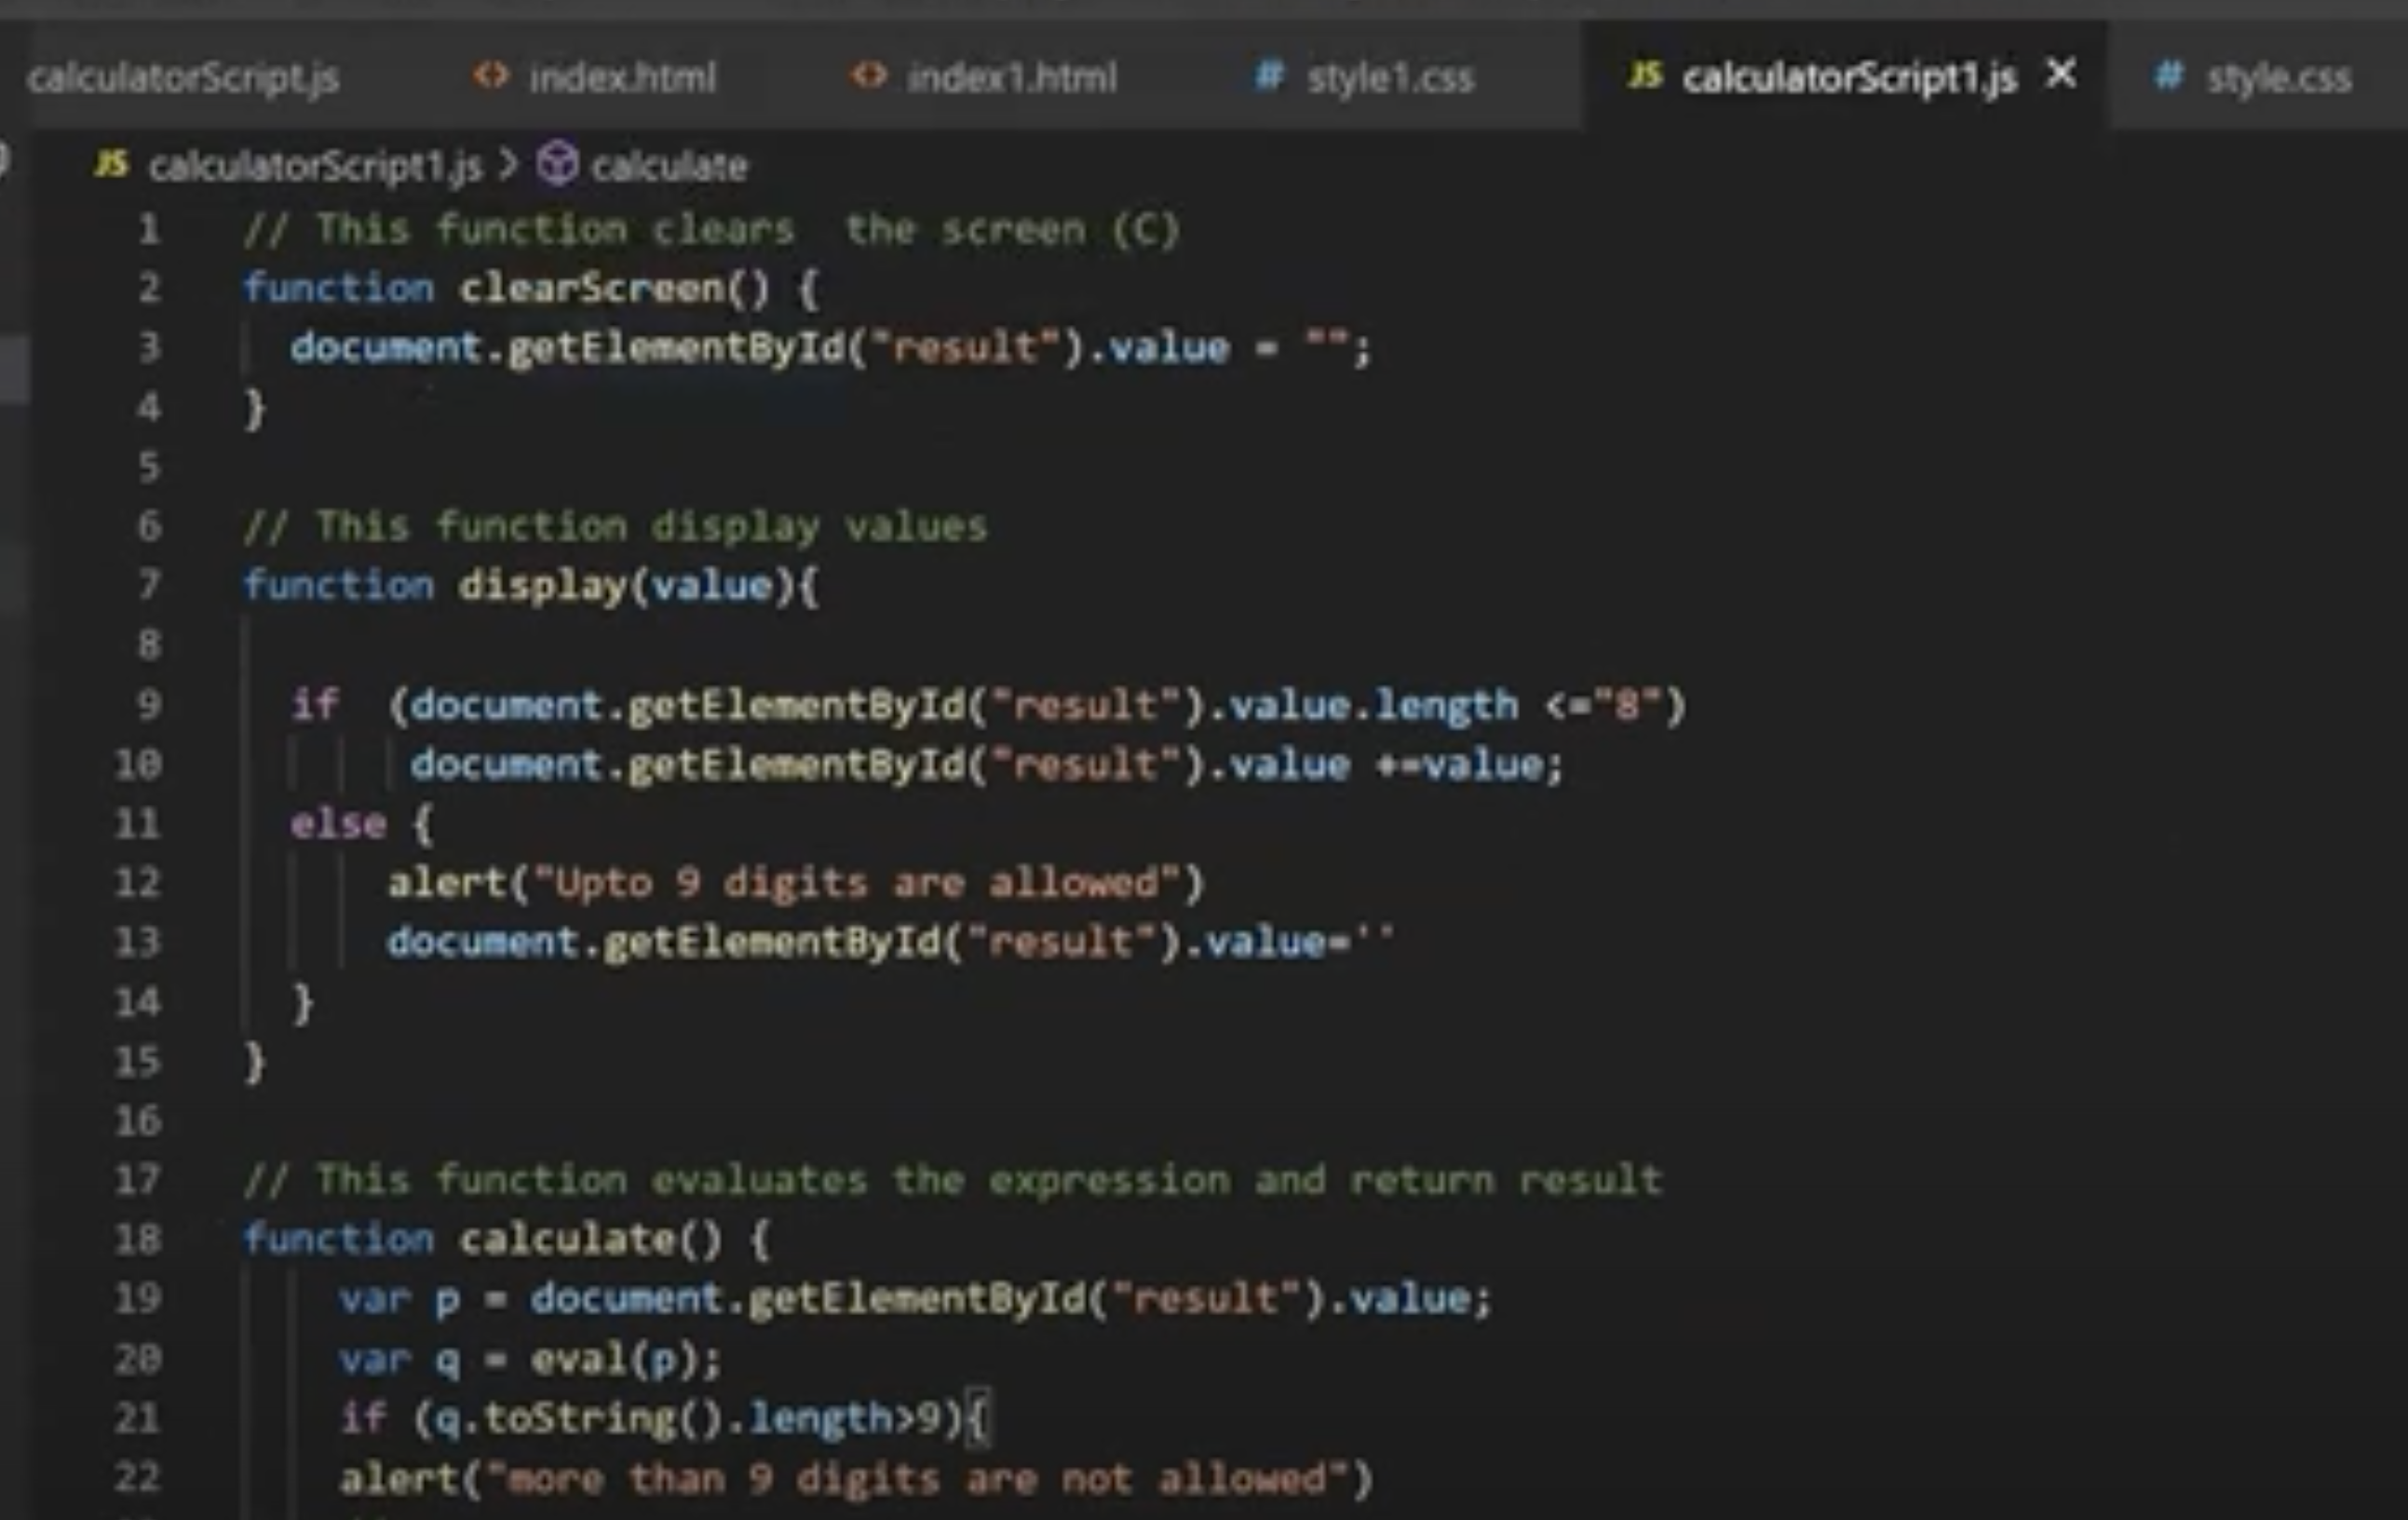 calculatorScript.js <> index.html <> index1.html # style1.css JS calculatorScript1.js × # style.css
JS calculatorScript1.js > calculate
1 // This function clears  the screen (C)
2 function clearScreen() {
3   document.getElementById("result").value = "";
4 }
5
6 // This function display values
7 function display(value){
8
9   if  (document.getElementById("result").value.length <="8")
10        document.getElementById("result").value +=value;
11   else {
12       alert("Upto 9 digits are allowed")
13       document.getElementById("result").value=''
14   }
15 }
16
17 // This function evaluates the expression and return result
18 function calculate() {
19     var p = document.getElementById("result").value;
20     var q = eval(p);
21     if (q.toString().length>9){
22     alert("more than 9 digits are not allowed")